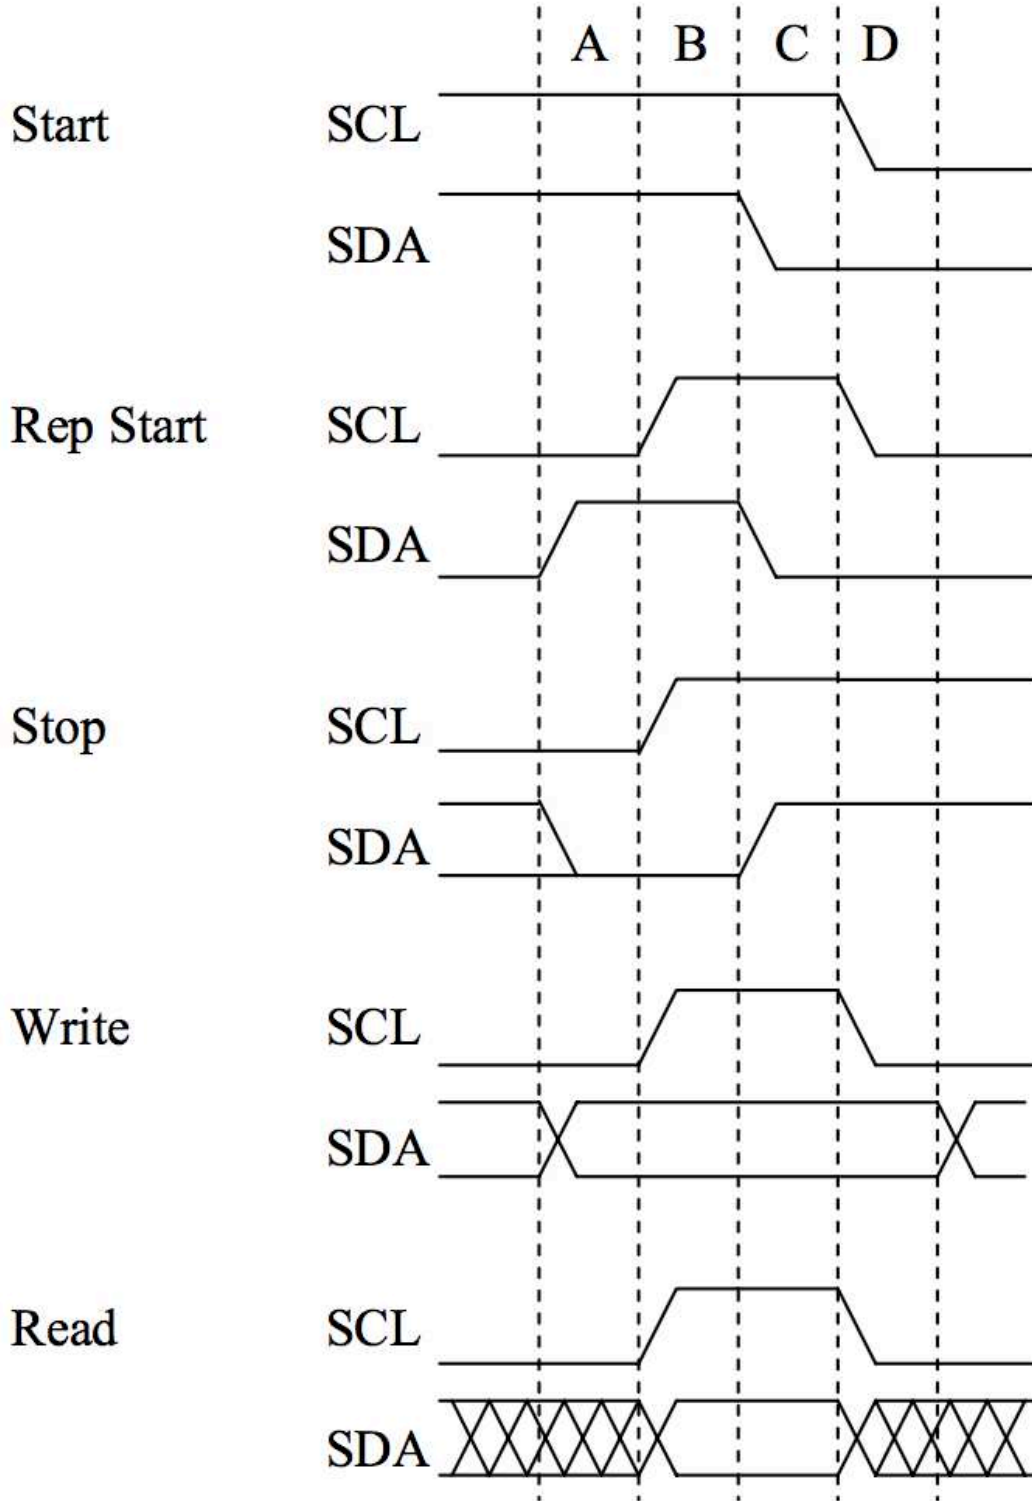 A B C D
Start SCL
SDA
Rep Start SCL
SDA
Stop SCL
SDA
Write SCL
SDA
Read SCL
SDA